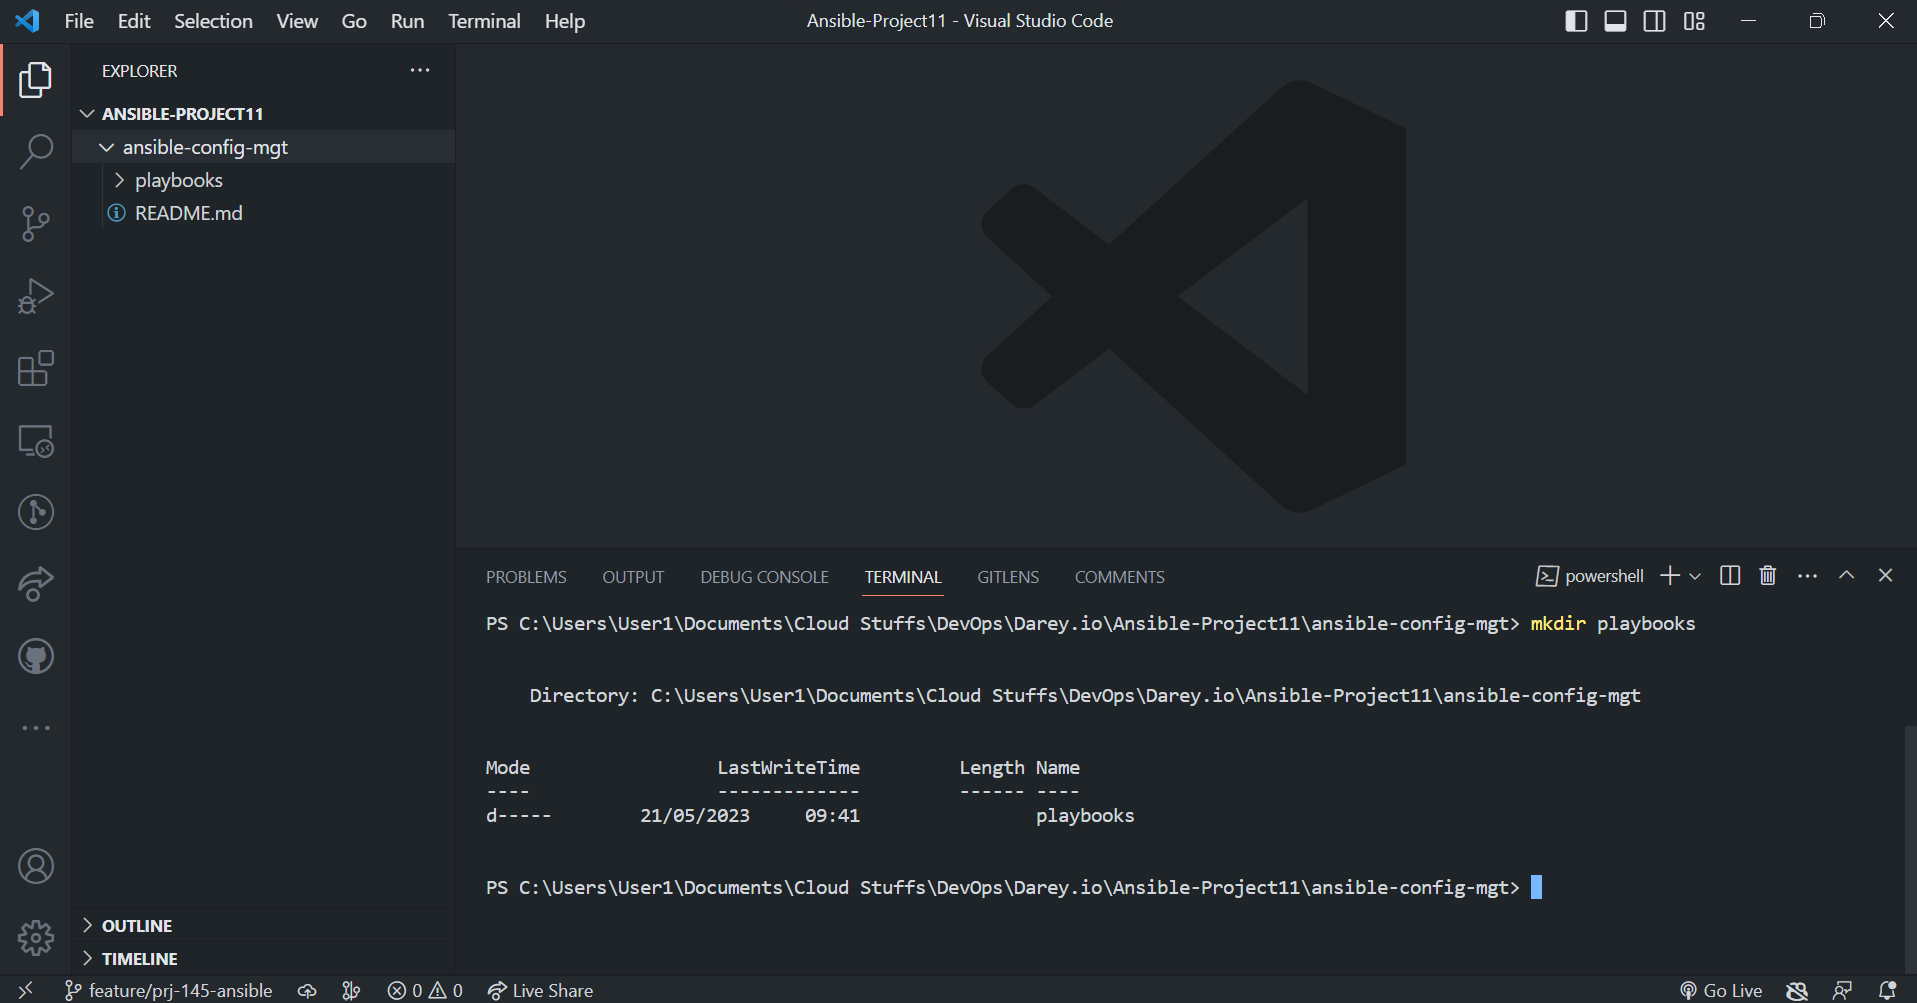 File Edit Selection View Go Run Terminal Help
Ansible-Project11 - Visual Studio Code
EXPLORER
ANSIBLE-PROJECT11
ansible-config-mgt
playbooks
README.md
PROBLEMS OUTPUT DEBUG CONSOLE TERMINAL GITLENS COMMENTS
powershell
PS C:\Users\User1\Documents\Cloud Stuffs\DevOps\Darey.io\Ansible-Project11\ansible-config-mgt> mkdir playbooks
Directory: C:\Users\User1\Documents\Cloud Stuffs\DevOps\Darey.io\Ansible-Project11\ansible-config-mgt
Mode LastWriteTime Length Name
---- ------------- ------ ----
d----- 21/05/2023 09:41 playbooks
PS C:\Users\User1\Documents\Cloud Stuffs\DevOps\Darey.io\Ansible-Project11\ansible-config-mgt>
OUTLINE
TIMELINE
feature/prj-145-ansible 0 0 Live Share Go Live